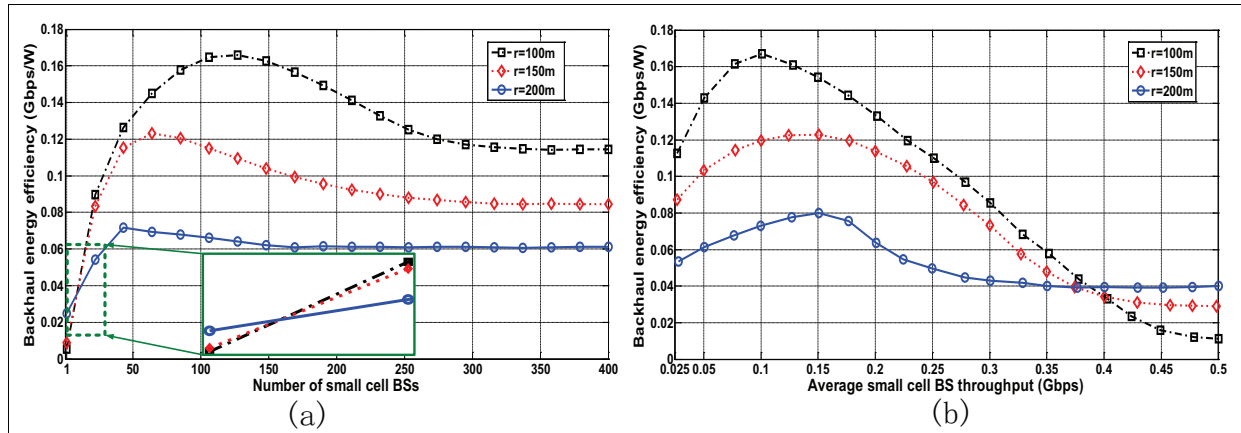 0.18
0.16
0.14
0.12
0.1
0.08
0.06
0.04
0.02
0
Backhaul energy efficiency (Gbps/W)
r=100m
r=150m
r=200m
1 50 100 150 200 250 300 350 400
Number of small cell BSs
(a)
0.18
0.16
0.14
0.12
0.1
0.08
0.06
0.04
0.02
0
Backhaul energy efficiency (Gbps/W)
r=100m
r=150m
r=200m
0.025 0.05 0.1 0.15 0.2 0.25 0.3 0.35 0.4 0.45 0.5
Average small cell BS throughput (Gbps)
(b)